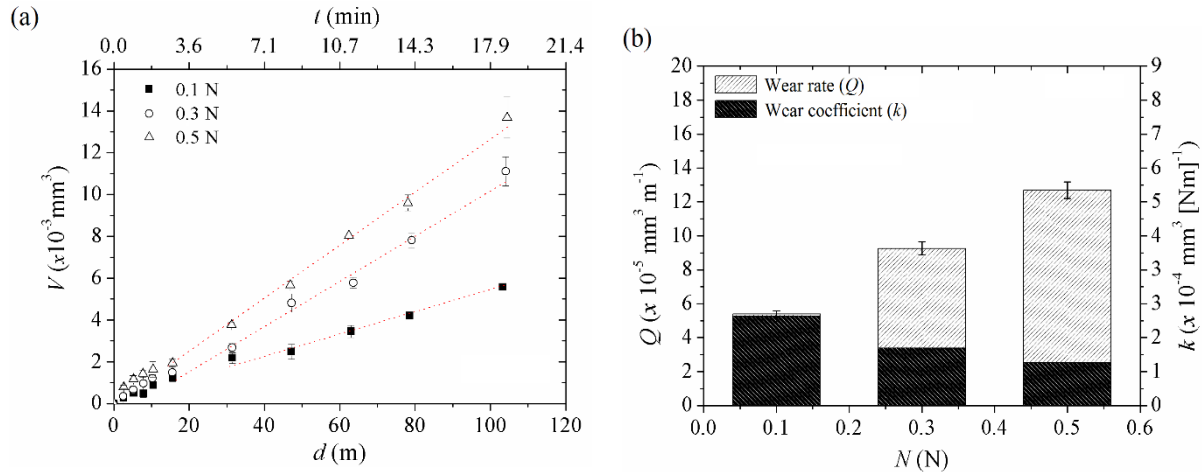 (a)
t (min)
0.0 3.6 7.1 10.7 14.3 17.9 21.4
16
14
12
10
8
6
4
2
0
V (x10⁻³ mm³)
0.1 N
0.3 N
0.5 N
0 20 40 60 80 100 120
d (m)
(b)
20
18
16
14
12
10
8
6
4
2
0
Q (x 10⁻⁵ mm³ m⁻¹)
Wear rate (Q)
Wear coefficient (k)
9
8
7
6
5
4
3
2
1
0
k (x 10⁻⁴ mm³ [Nm]⁻¹)
0.0 0.1 0.2 0.3 0.4 0.5 0.6
N (N)